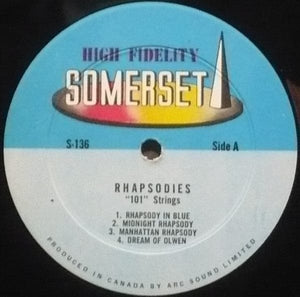 HIGH FIDELITY
SOMERSET
S-136 Side A
RHAPSODIES
"101" Strings
1. RHAPSODY IN BLUE
2. MIDNIGHT RHAPSODY
3. MANHATTAN RHAPSODY
4. DREAM OF OLWEN
PRODUCED IN CANADA BY ARC SOUND LIMITED